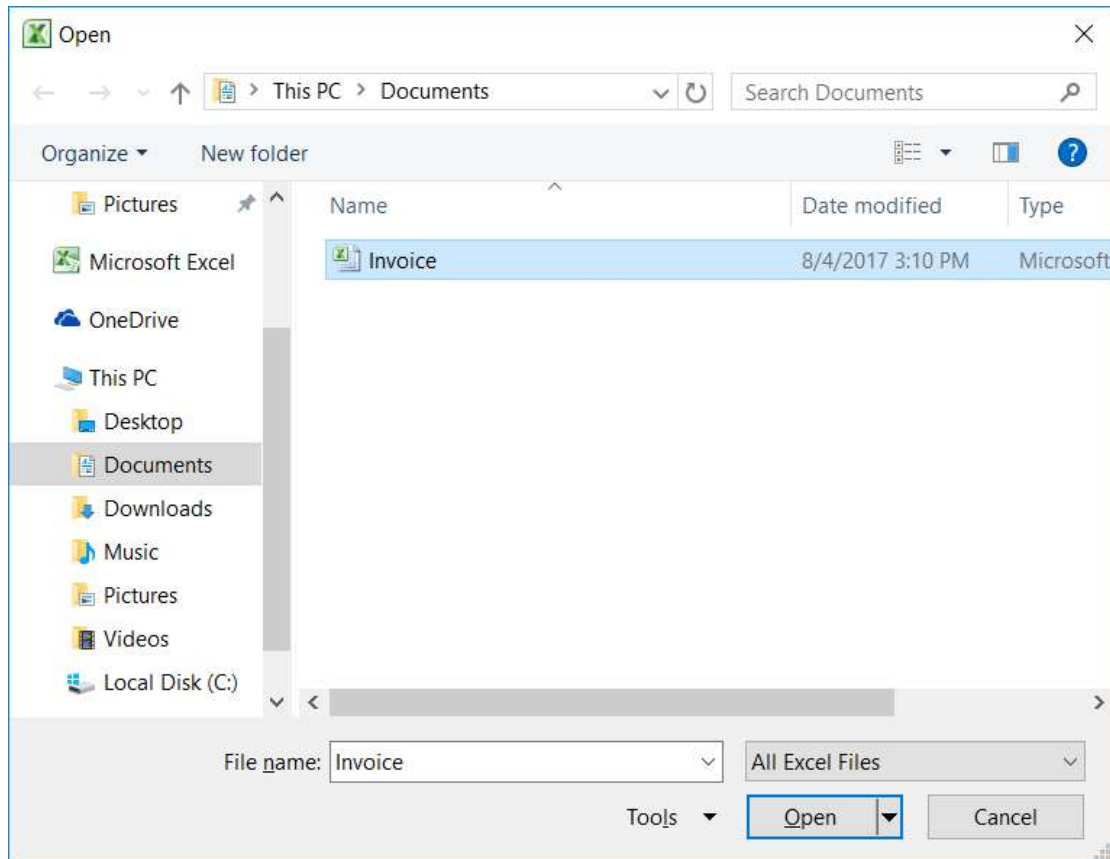 Open
This PC > Documents
Search Documents
Organize
New folder
?
Pictures
Microsoft Excel
OneDrive
This PC
Desktop
Documents
Downloads
Music
Pictures
Videos
Local Disk (C:)
Name Date modified Type
Invoice 8/4/2017 3:10 PM Microsoft
File name: Invoice
All Excel Files
Tools
Open
Cancel